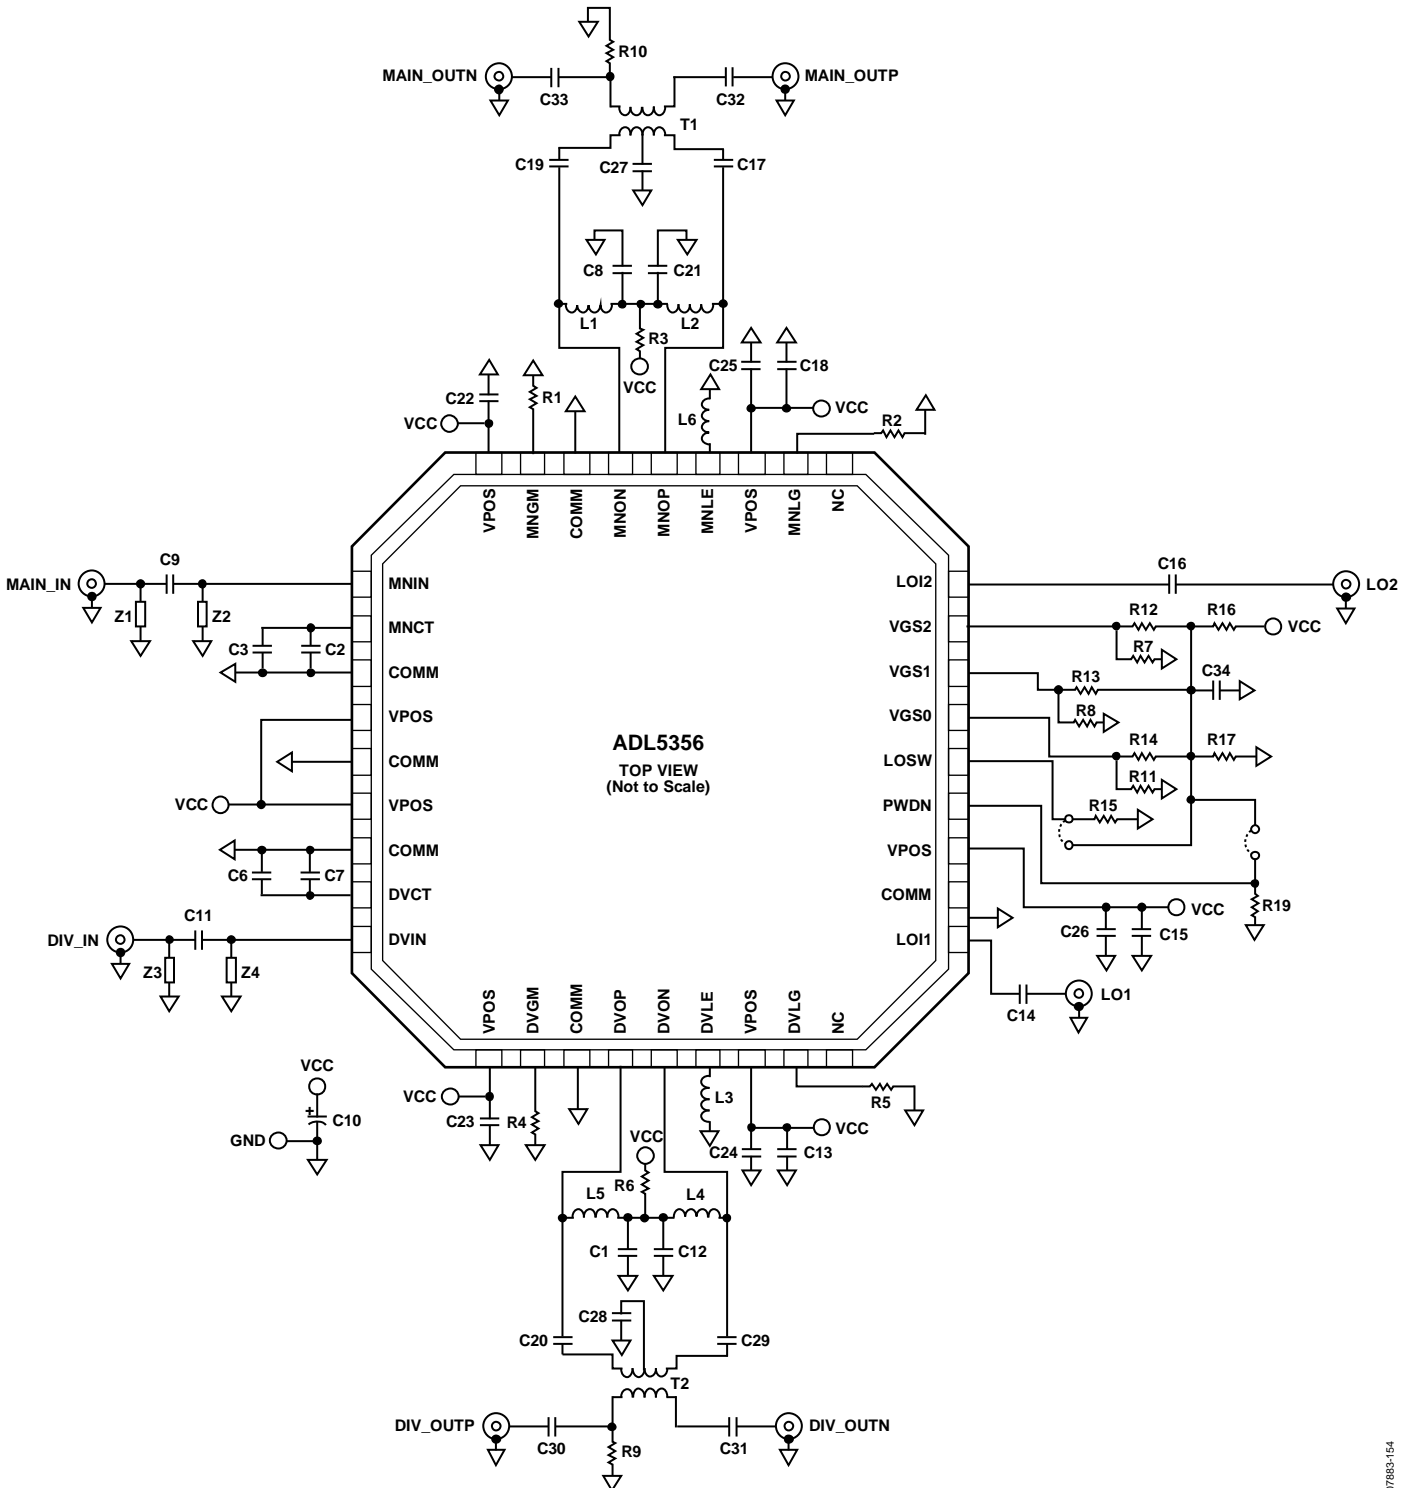 R10
MAIN_OUTN
MAIN_OUTP
C33
C32
T1
C19
C27
C17
C8
C21
L1
L2
R3
VCC
C25
C18
C22
R1
L6
VCC
VCC
R2
VPOS
MNGM
COMM
MNON
MNOP
MNLE
VPOS
MNLG
NC
MAIN_IN
C9
Z1
Z2
C3
C2
VCC
C6
C7
DIV_IN
C11
Z3
Z4
MNIN
MNCT
COMM
VPOS
COMM
VPOS
COMM
DVCT
DVIN
ADL5356
TOP VIEW
(Not to Scale)
LOI2
VGS2
VGS1
VGS0
LOSW
PWDN
VPOS
COMM
LOI1
C16
LO2
R12
R16
VCC
R7
R13
C34
R8
R14
R17
R11
R15
R19
VCC
C26
C15
C14
LO1
VPOS
DVGM
COMM
DVOP
DVON
DVLE
VPOS
DVLG
NC
VCC
+
C10
GND
VCC
C23
R4
VCC
L3
R5
C24
C13
VCC
R6
L5
L4
C1
C12
C28
C20
C29
T2
DIV_OUTP
DIV_OUTN
C30
R9
C31
07883-154